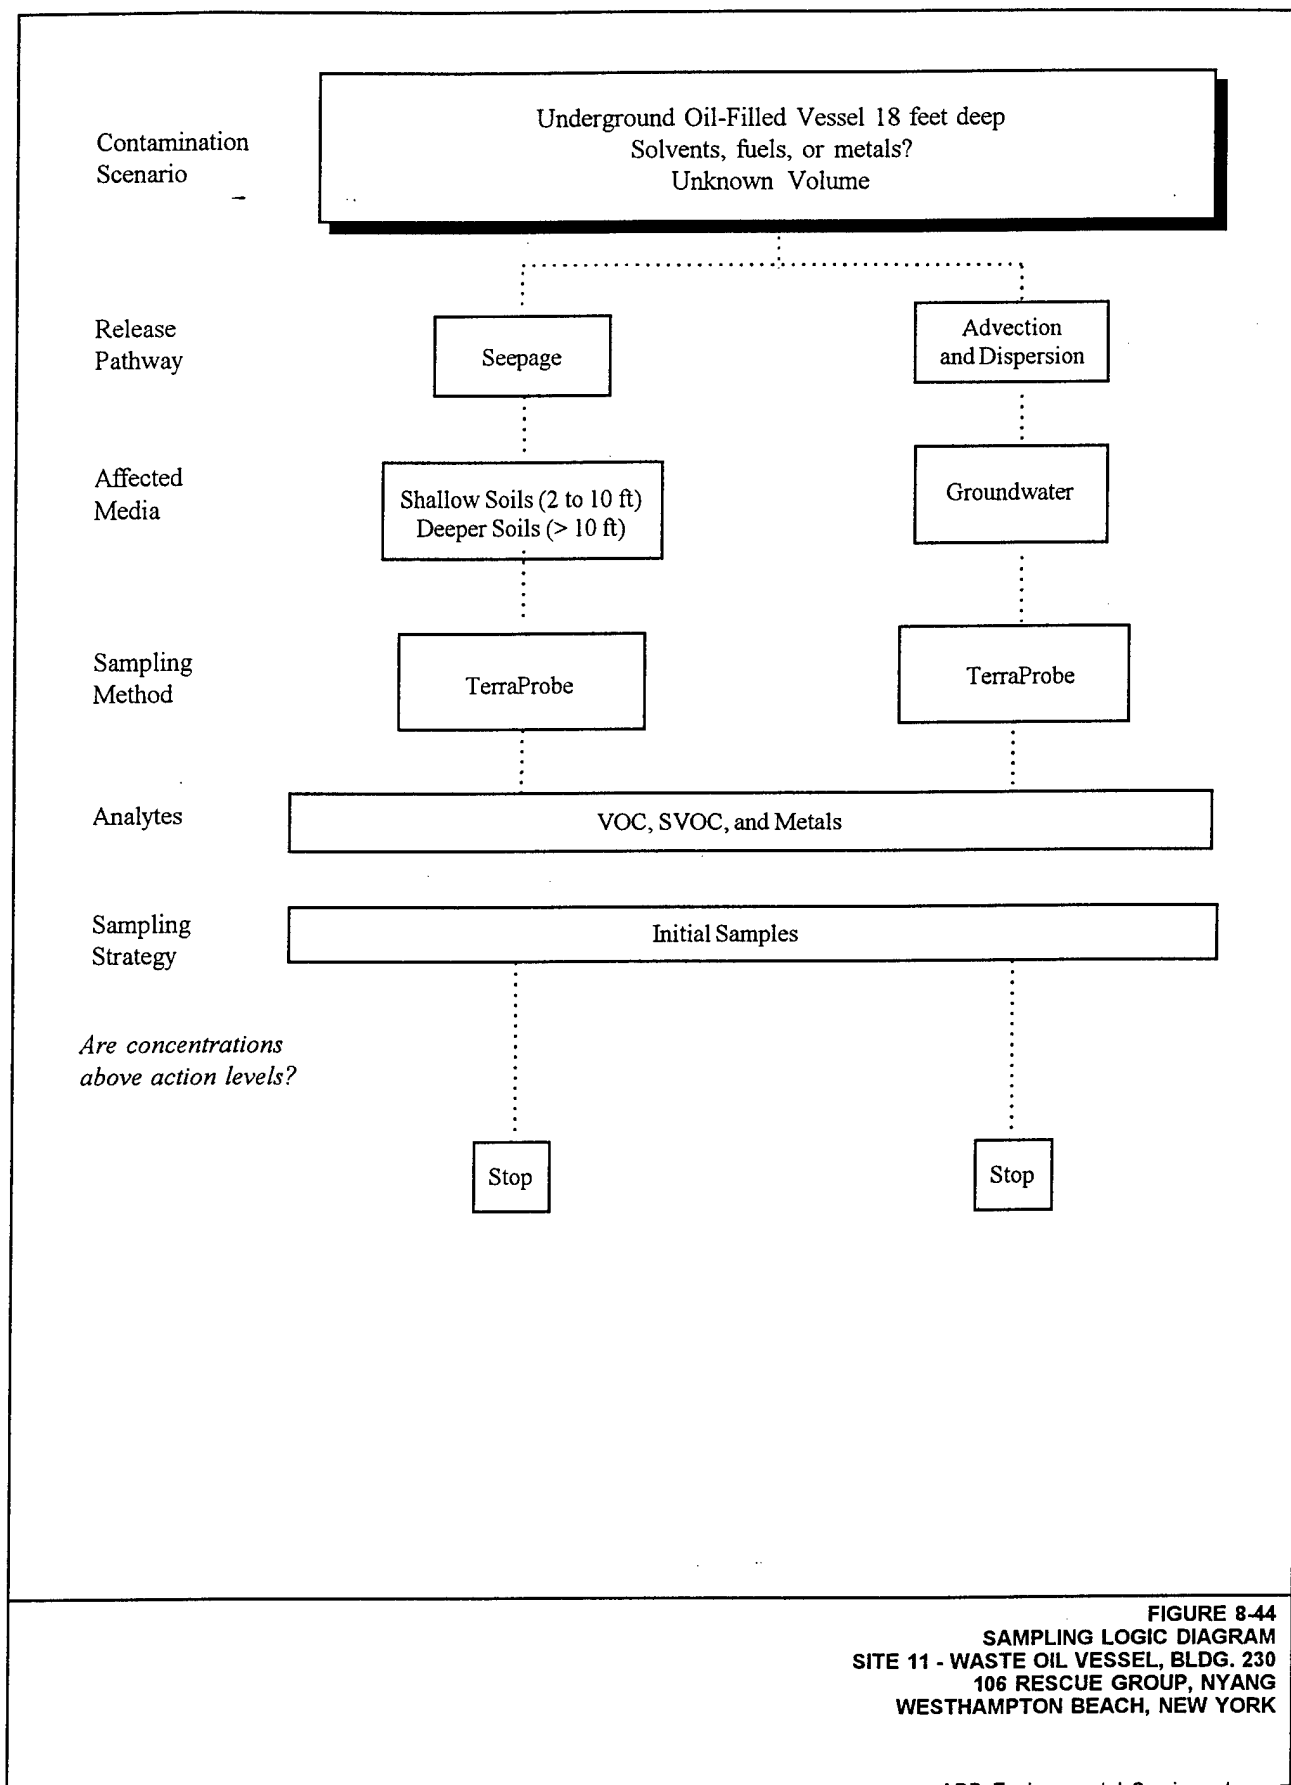 Contamination
Scenario
Underground Oil-Filled Vessel 18 feet deep
Solvents, fuels, or metals?
Unknown Volume
Release
Pathway
Seepage
Advection
and Dispersion
Affected
Media
Shallow Soils (2 to 10 ft)
Deeper Soils (> 10 ft)
Groundwater
Sampling
Method
TerraProbe
TerraProbe
Analytes
VOC, SVOC, and Metals
Sampling
Strategy
Initial Samples
Are concentrations
above action levels?
Stop
Stop
FIGURE 8-44
SAMPLING LOGIC DIAGRAM
SITE 11 - WASTE OIL VESSEL, BLDG. 230
106 RESCUE GROUP, NYANG
WESTHAMPTON BEACH, NEW YORK